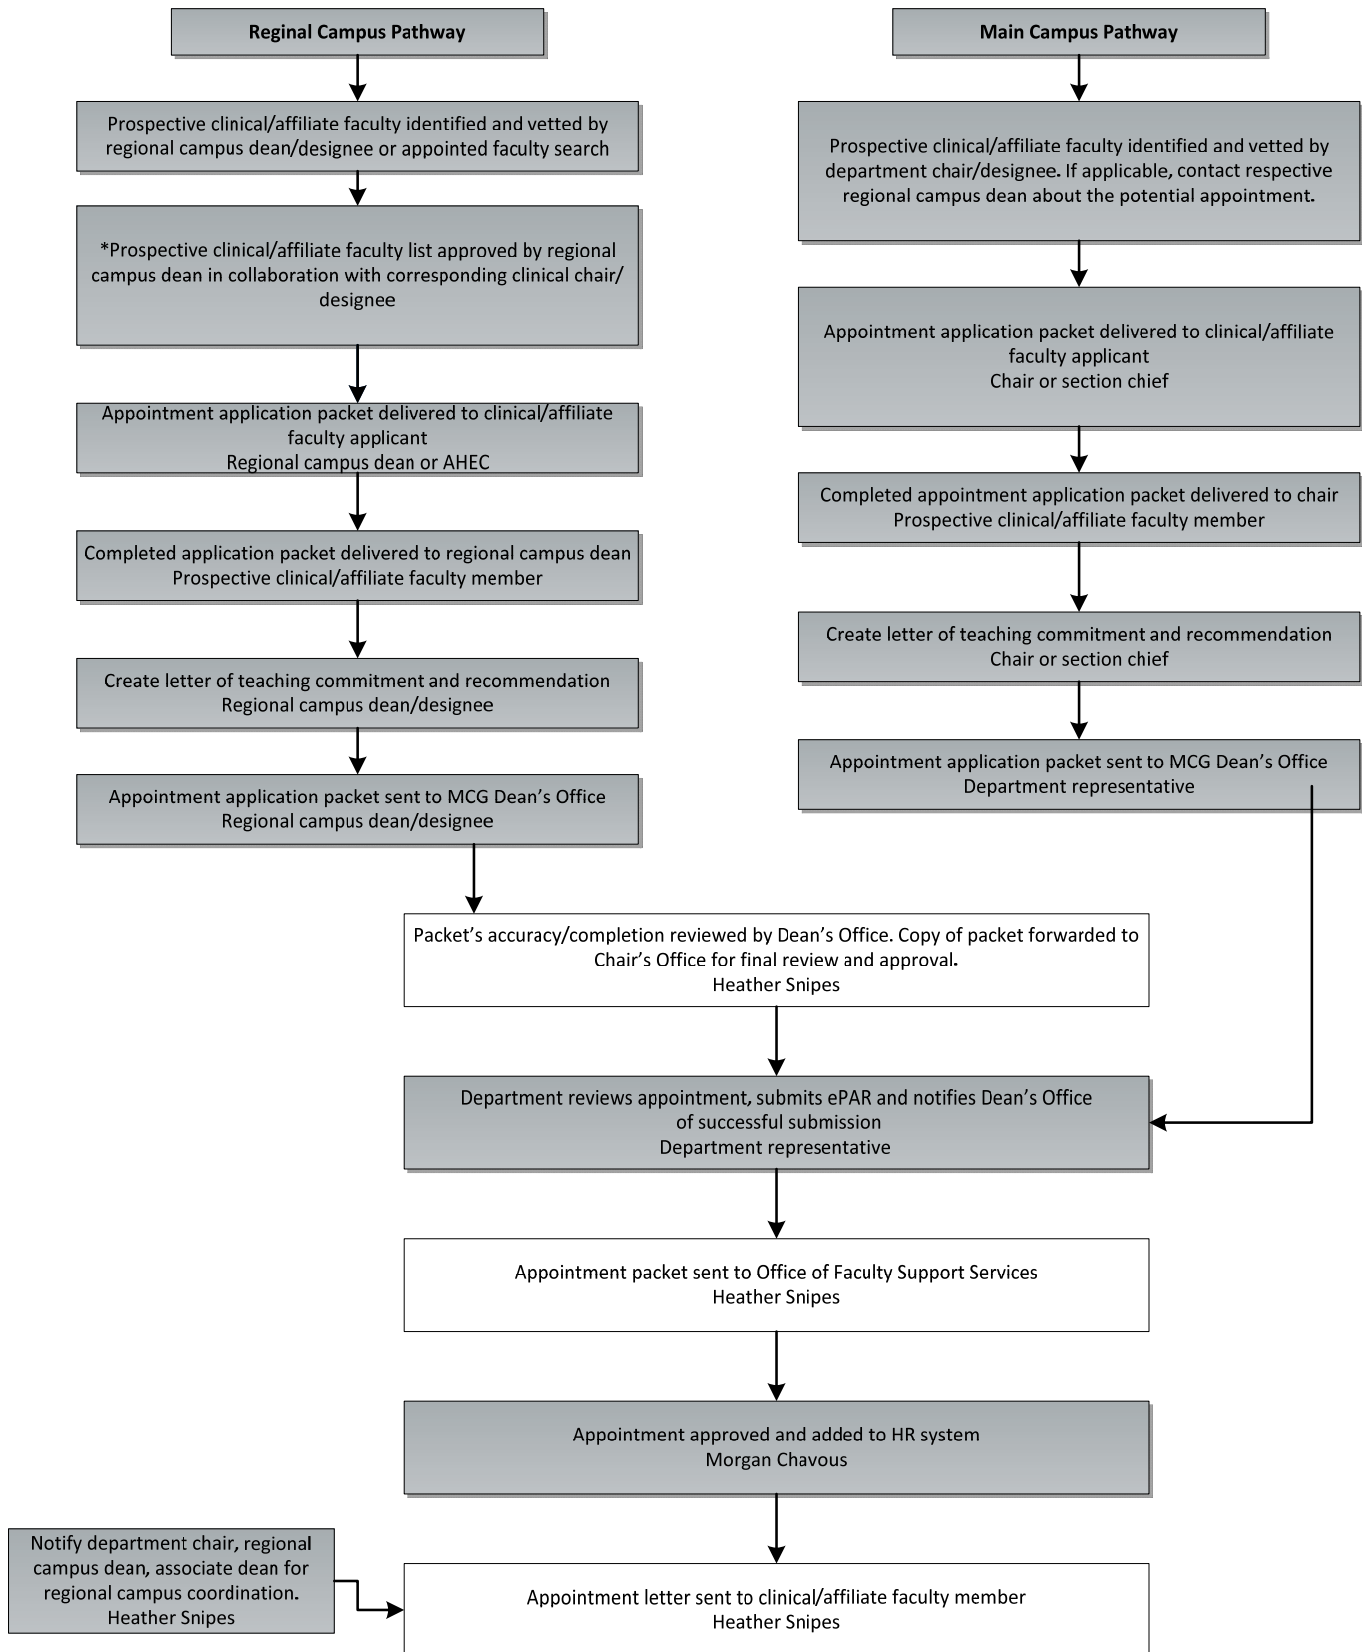 Reginal Campus Pathway
Prospective clinical/affiliate faculty identified and vetted by
regional campus dean/designee or appointed faculty search
*Prospective clinical/affiliate faculty list approved by regional
campus dean in collaboration with corresponding clinical chair/
designee
Appointment application packet delivered to clinical/affiliate
faculty applicant
Regional campus dean or AHEC
Completed application packet delivered to regional campus dean
Prospective clinical/affiliate faculty member
Create letter of teaching commitment and recommendation
Regional campus dean/designee
Appointment application packet sent to MCG Dean's Office
Regional campus dean/designee
Main Campus Pathway
Prospective clinical/affiliate faculty identified and vetted by
department chair/designee. If applicable, contact respective
regional campus dean about the potential appointment.
Appointment application packet delivered to clinical/affiliate
faculty applicant
Chair or section chief
Completed appointment application packet delivered to chair
Prospective clinical/affiliate faculty member
Create letter of teaching commitment and recommendation
Chair or section chief
Appointment application packet sent to MCG Dean's Office
Department representative
Packet's accuracy/completion reviewed by Dean's Office. Copy of packet forwarded to
Chair's Office for final review and approval.
Heather Snipes
Department reviews appointment, submits ePAR and notifies Dean's Office
of successful submission
Department representative
Appointment packet sent to Office of Faculty Support Services
Heather Snipes
Appointment approved and added to HR system
Morgan Chavous
Notify department chair, regional
campus dean, associate dean for
regional campus coordination.
Heather Snipes
Appointment letter sent to clinical/affiliate faculty member
Heather Snipes